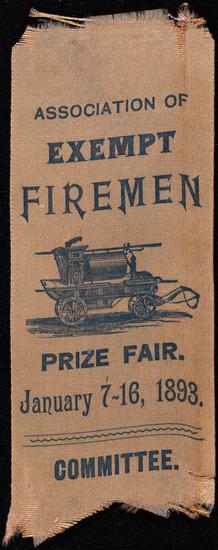 ASSOCIATION OF
EXEMPT
FIREMEN
PRIZE FAIR.
January 7-16, 1893.
COMMITTEE.